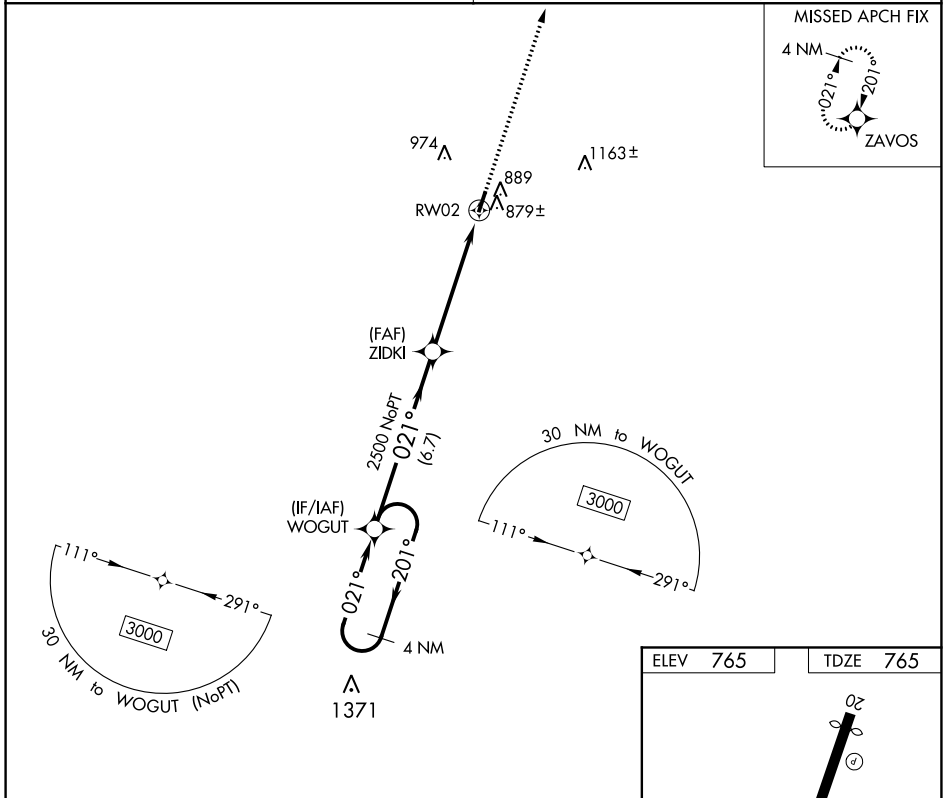 MISSED APCH FIX
4 NM
021°
201°
ZAVOS
974
1163±
889
RW02
879±
(FAF)
ZIDKI
2500 NoPT
021°
(6.7)
30 NM to WOGUT
3000
111°
291°
(IF/IAF)
WOGUT
111°
291°
3000
30 NM to WOGUT (NoPT)
021°
201°
4 NM
1371
ELEV 765
TDZE 765
20
P